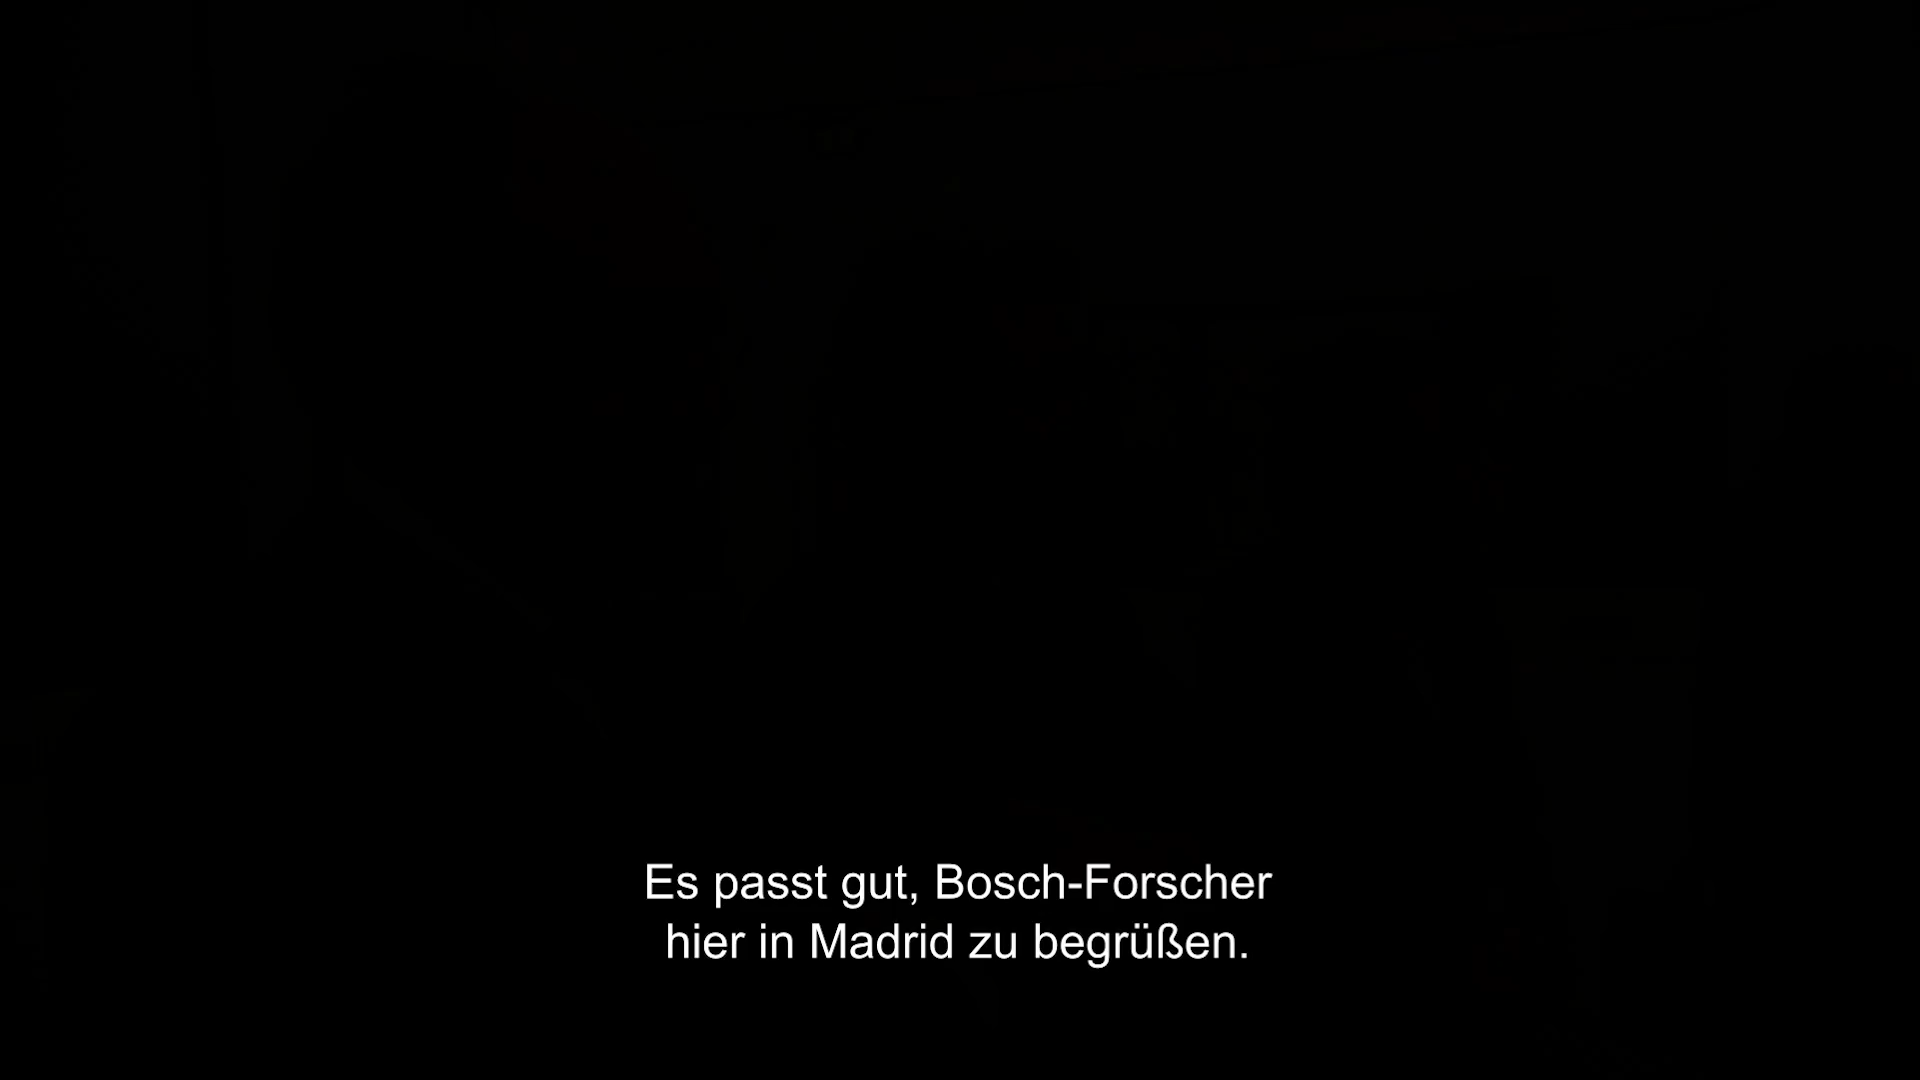 Es passt gut, Bosch-Forscher
hier in Madrid zu begrüßen.